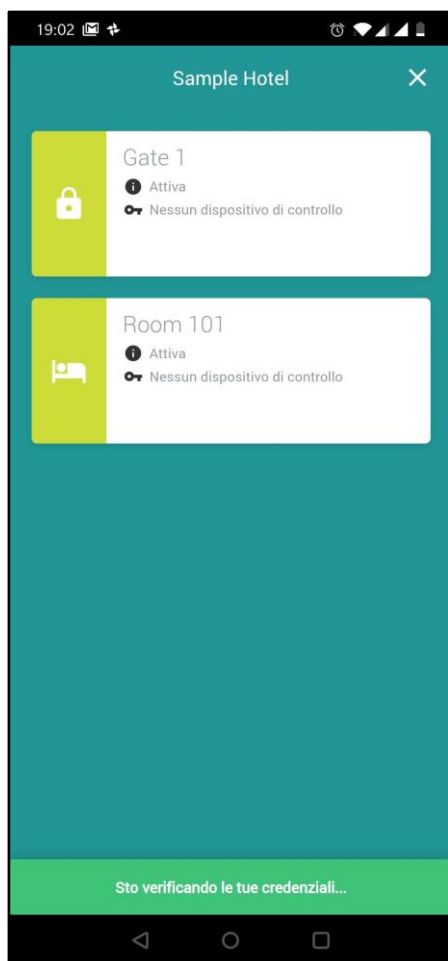 19:02
Sample Hotel
Gate 1
Attiva
Nessun dispositivo di controllo
Room 101
Attiva
Nessun dispositivo di controllo
Sto verificando le tue credenziali...